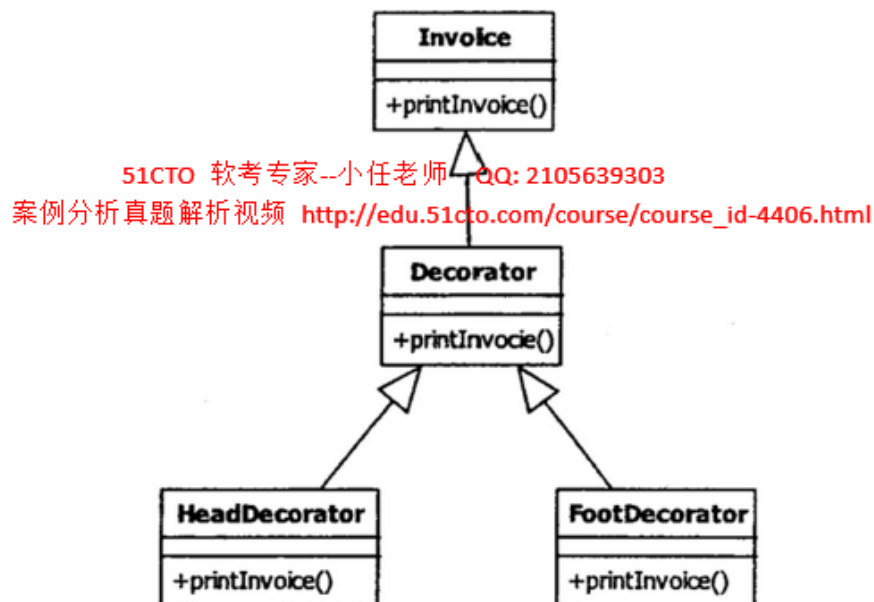 Invoice
+printInvoice()
51CTO 软考专家--小任老师 QQ: 2105639303
案例分析真题解析视频 http://edu.51cto.com/course/course_id-4406.html
Decorator
+printInvocie()
HeadDecorator
FootDecorator
+printInvoice()
+printInvoice()